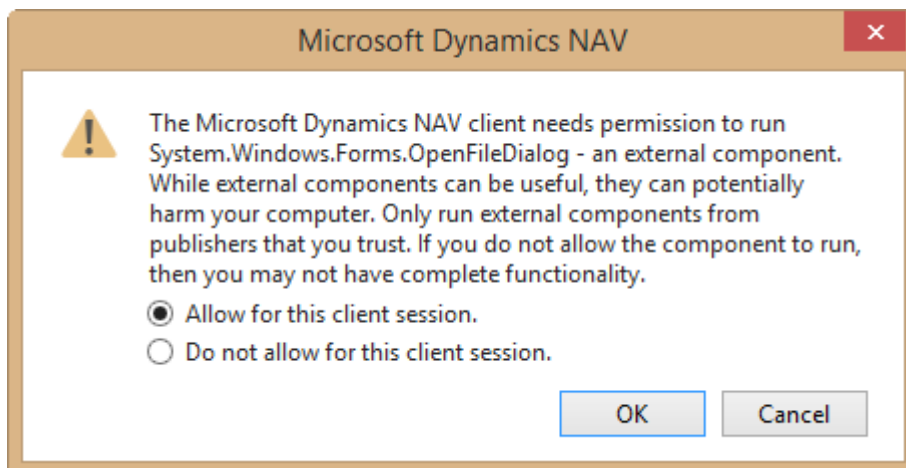 Microsoft Dynamics NAV
The Microsoft Dynamics NAV client needs permission to run
System.Windows.Forms.OpenFileDialog - an external component.
While external components can be useful, they can potentially
harm your computer. Only run external components from
publishers that you trust. If you do not allow the component to run,
then you may not have complete functionality.
Allow for this client session.
Do not allow for this client session.
OK Cancel